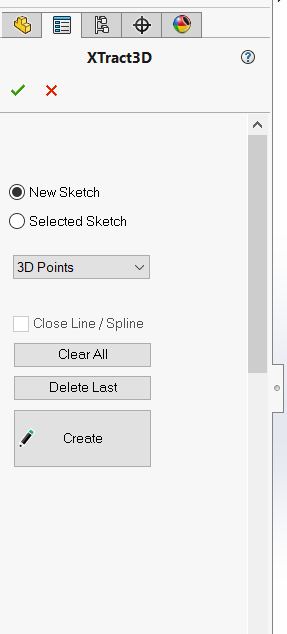 XTract3D
New Sketch
Selected Sketch
3D Points
Close Line / Spline
Clear All
Delete Last
Create